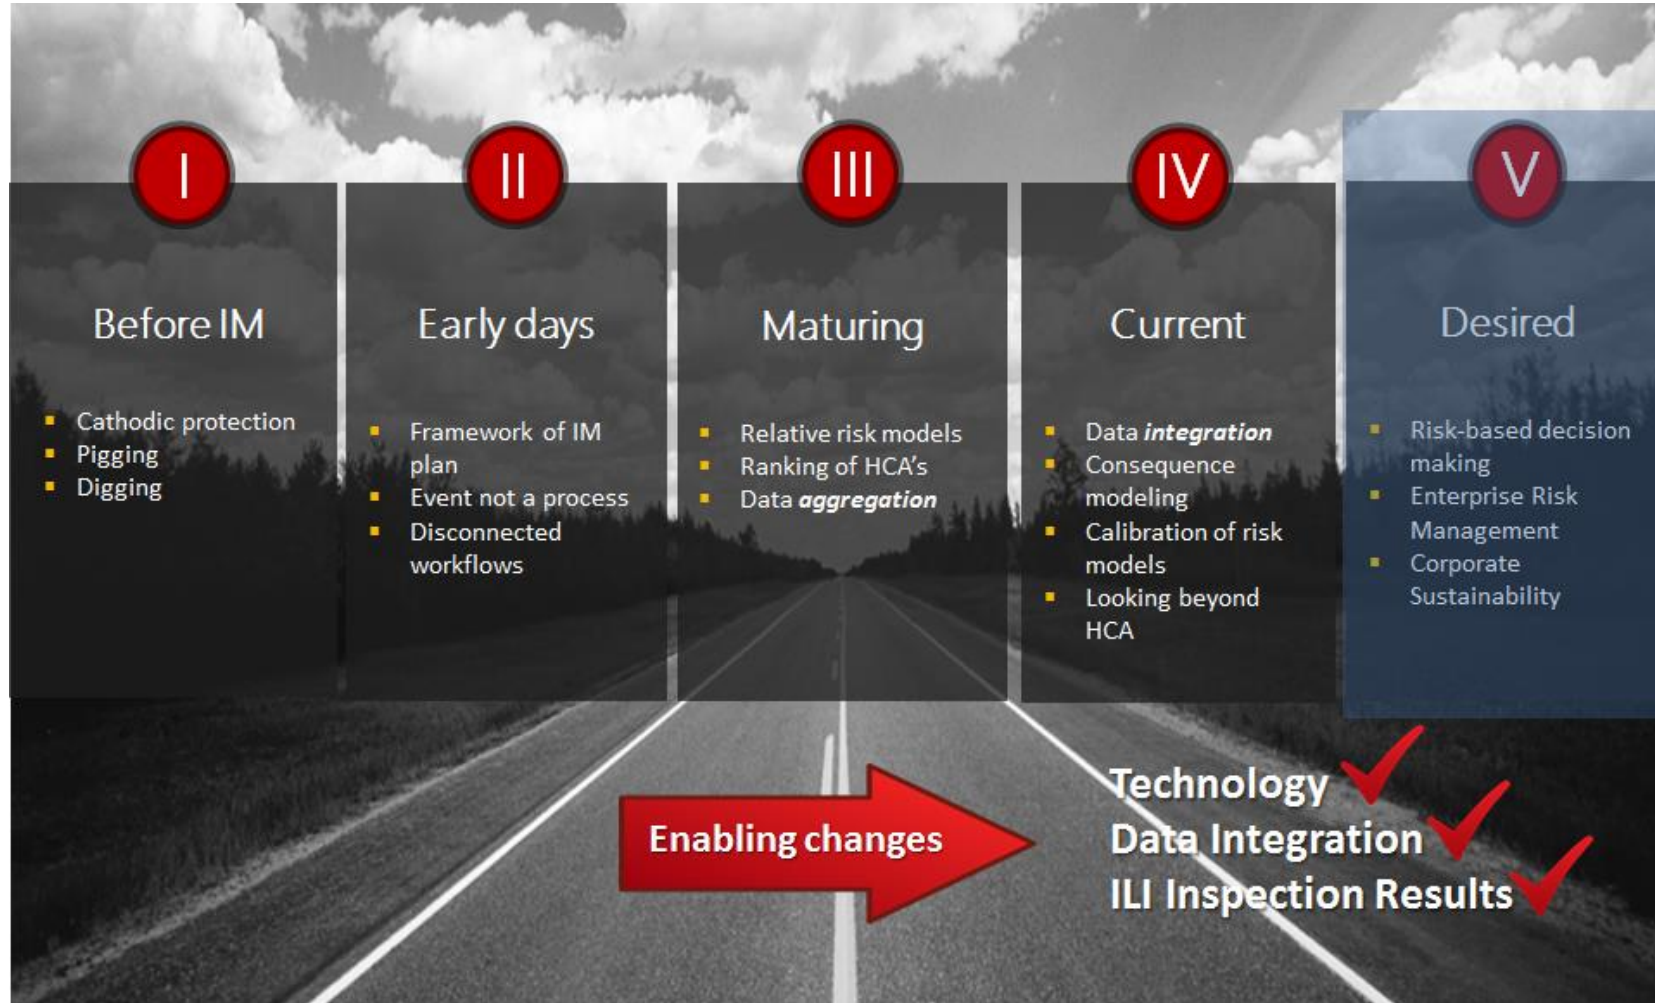 I
Before IM
Cathodic protection
Pigging
Digging
II
Early days
Framework of IM
plan
Event not a process
Disconnected
workflows
III
Maturing
Relative risk models
Ranking of HCA's
Data aggregation
IV
Current
Data integration
Consequence
modeling
Calibration of risk
models
Looking beyond
HCA
V
Desired
Risk-based decision
making
Enterprise Risk
Management
Corporate
Sustainability
Enabling changes
Technology
Data Integration
ILI Inspection Results